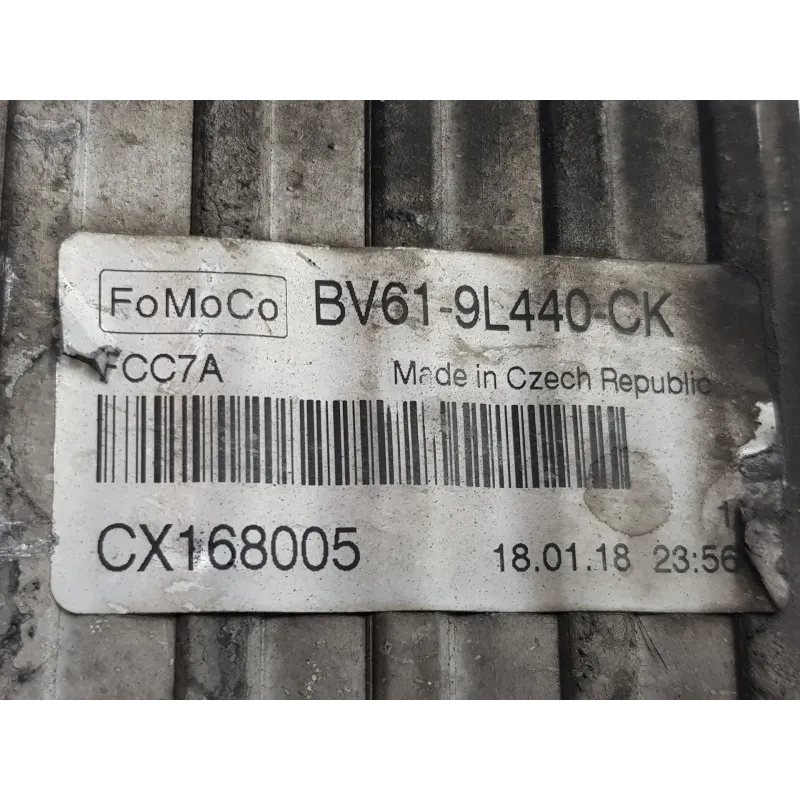 FoMoCo BV61-9L440-CK
FCC7A Made in Czech Republic
CX168005 18.01.18 23:56